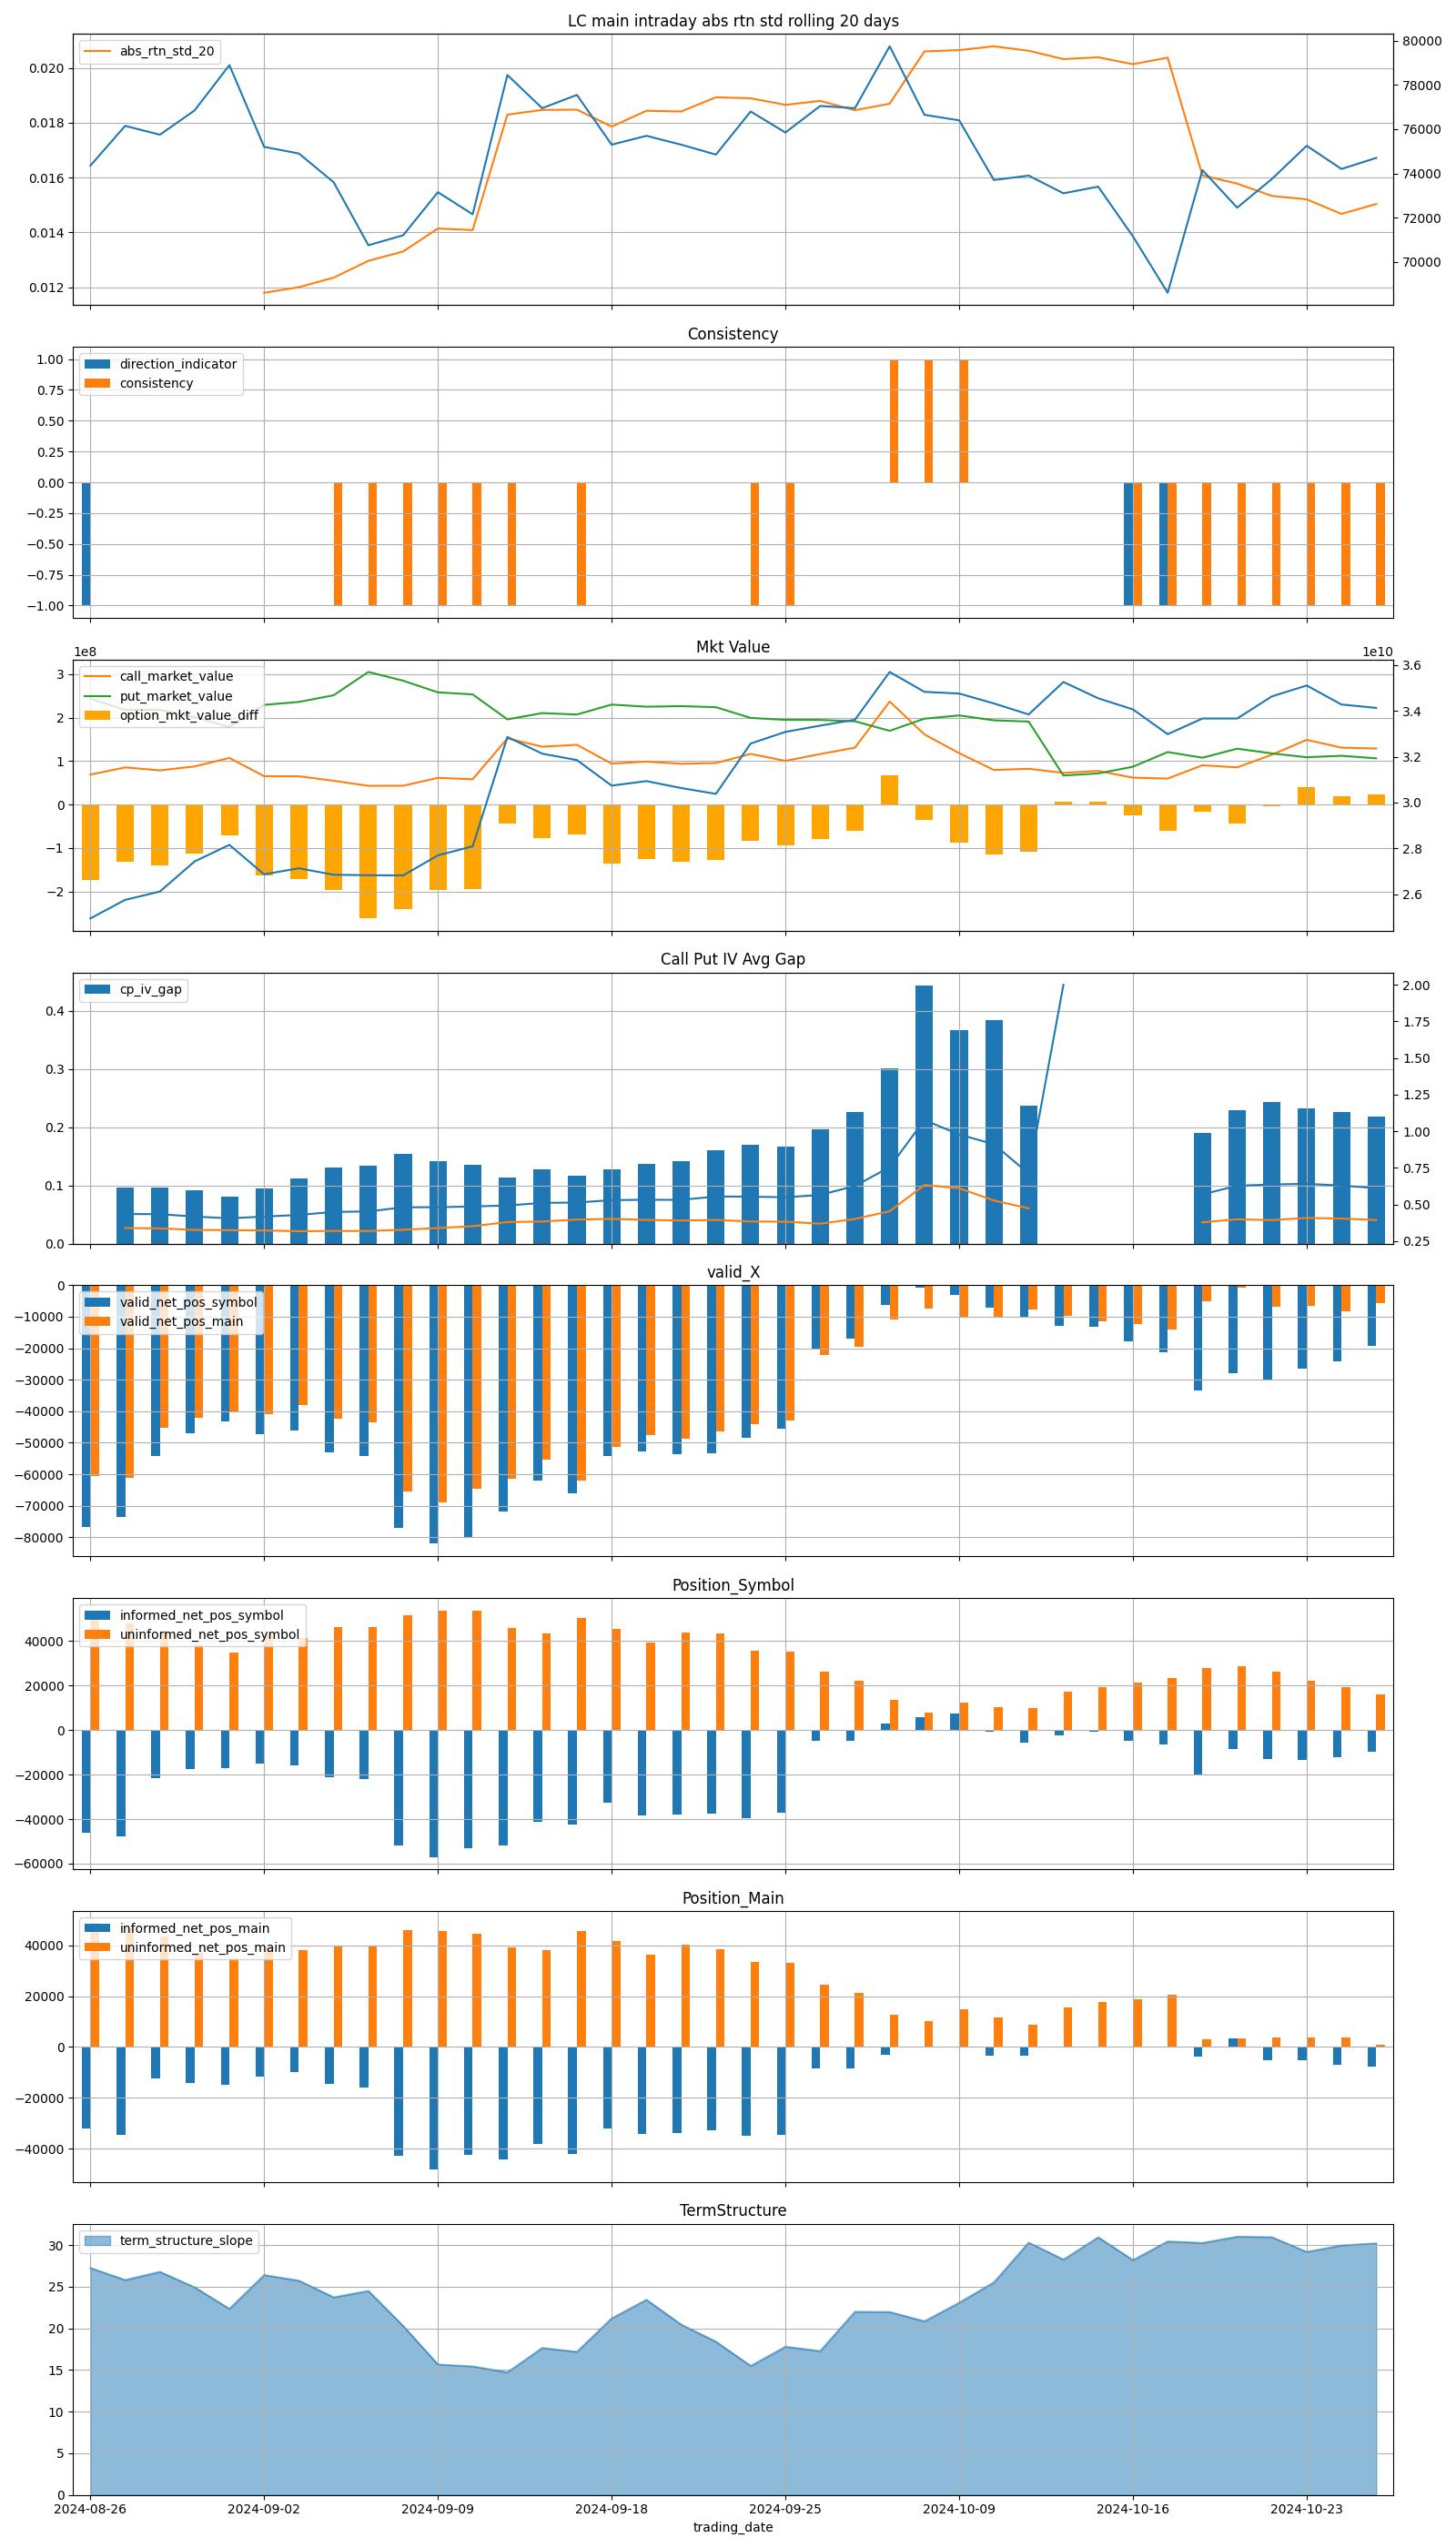 LC main intraday abs rtn std rolling 20 days
abs_rtn_std_20
0.020
0.018
0.016
0.014
0.012
80000
78000
76000
74000
72000
70000
Consistency
direction_indicator
consistency
1.00
0.75
0.50
0.25
0.00
−0.25
−0.50
−0.75
−1.00
Mkt Value
1e8
1e10
call_market_value
put_market_value
option_mkt_value_diff
3
2
1
0
−1
−2
3.6
3.4
3.2
3.0
2.8
2.6
Call Put IV Avg Gap
cp_iv_gap
0.4
0.3
0.2
0.1
0.0
2.00
1.75
1.50
1.25
1.00
0.75
0.50
0.25
valid_X
valid_net_pos_symbol
valid_net_pos_main
0
−10000
−20000
−30000
−40000
−50000
−60000
−70000
−80000
Position_Symbol
informed_net_pos_symbol
uninformed_net_pos_symbol
40000
20000
0
−20000
−40000
−60000
Position_Main
informed_net_pos_main
uninformed_net_pos_main
40000
20000
0
−20000
−40000
TermStructure
term_structure_slope
30
25
20
15
10
5
0
2024-08-26 2024-09-02 2024-09-09 2024-09-18 2024-09-25 2024-10-09 2024-10-16 2024-10-23
trading_date